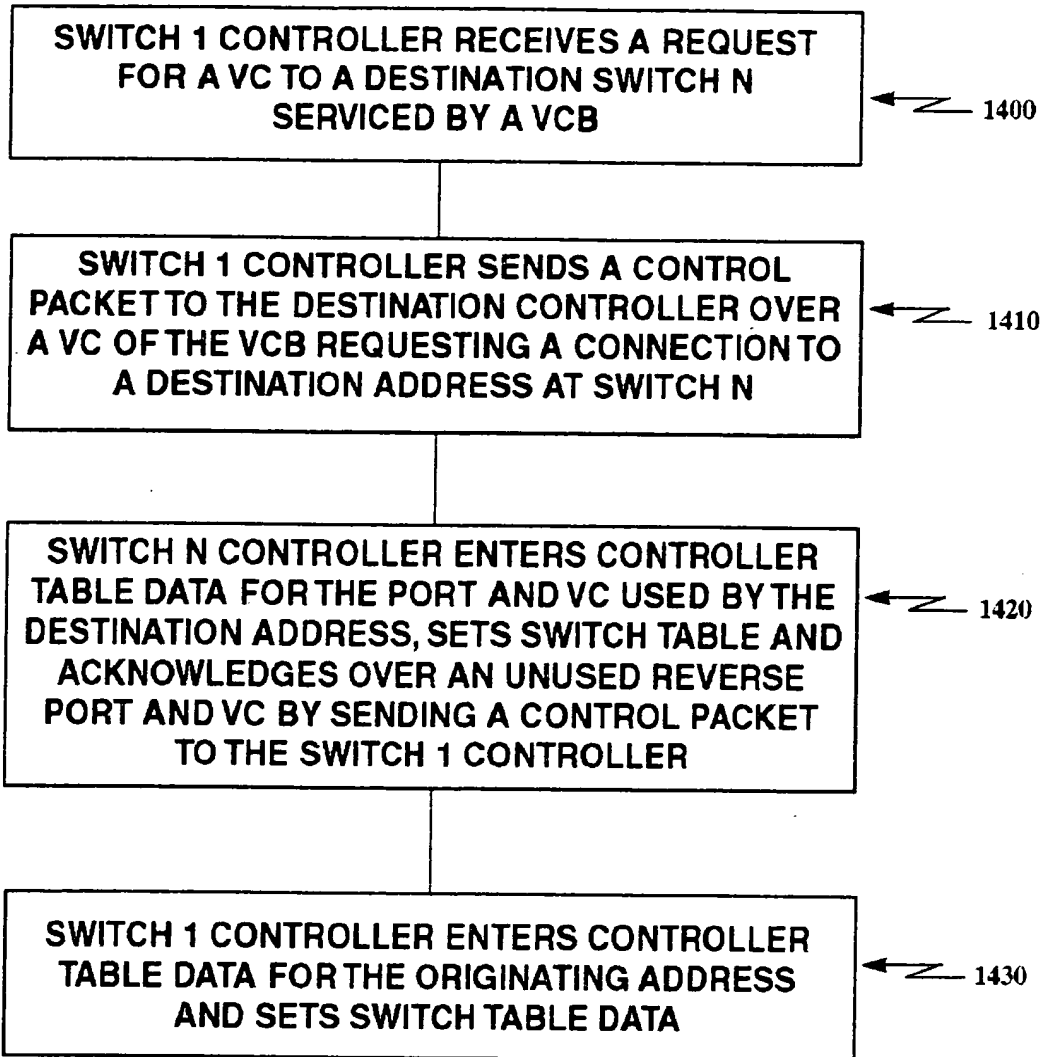 SWITCH 1 CONTROLLER RECEIVES A REQUEST
FOR A VC TO A DESTINATION SWITCH N
SERVICED BY A VCB
1400
SWITCH 1 CONTROLLER SENDS A CONTROL
PACKET TO THE DESTINATION CONTROLLER OVER
A VC OF THE VCB REQUESTING A CONNECTION TO
A DESTINATION ADDRESS AT SWITCH N
1410
SWITCH N CONTROLLER ENTERS CONTROLLER
TABLE DATA FOR THE PORT AND VC USED BY THE
DESTINATION ADDRESS, SETS SWITCH TABLE AND
ACKNOWLEDGES OVER AN UNUSED REVERSE
PORT AND VC BY SENDING A CONTROL PACKET
TO THE SWITCH 1 CONTROLLER
1420
SWITCH 1 CONTROLLER ENTERS CONTROLLER
TABLE DATA FOR THE ORIGINATING ADDRESS
AND SETS SWITCH TABLE DATA
1430